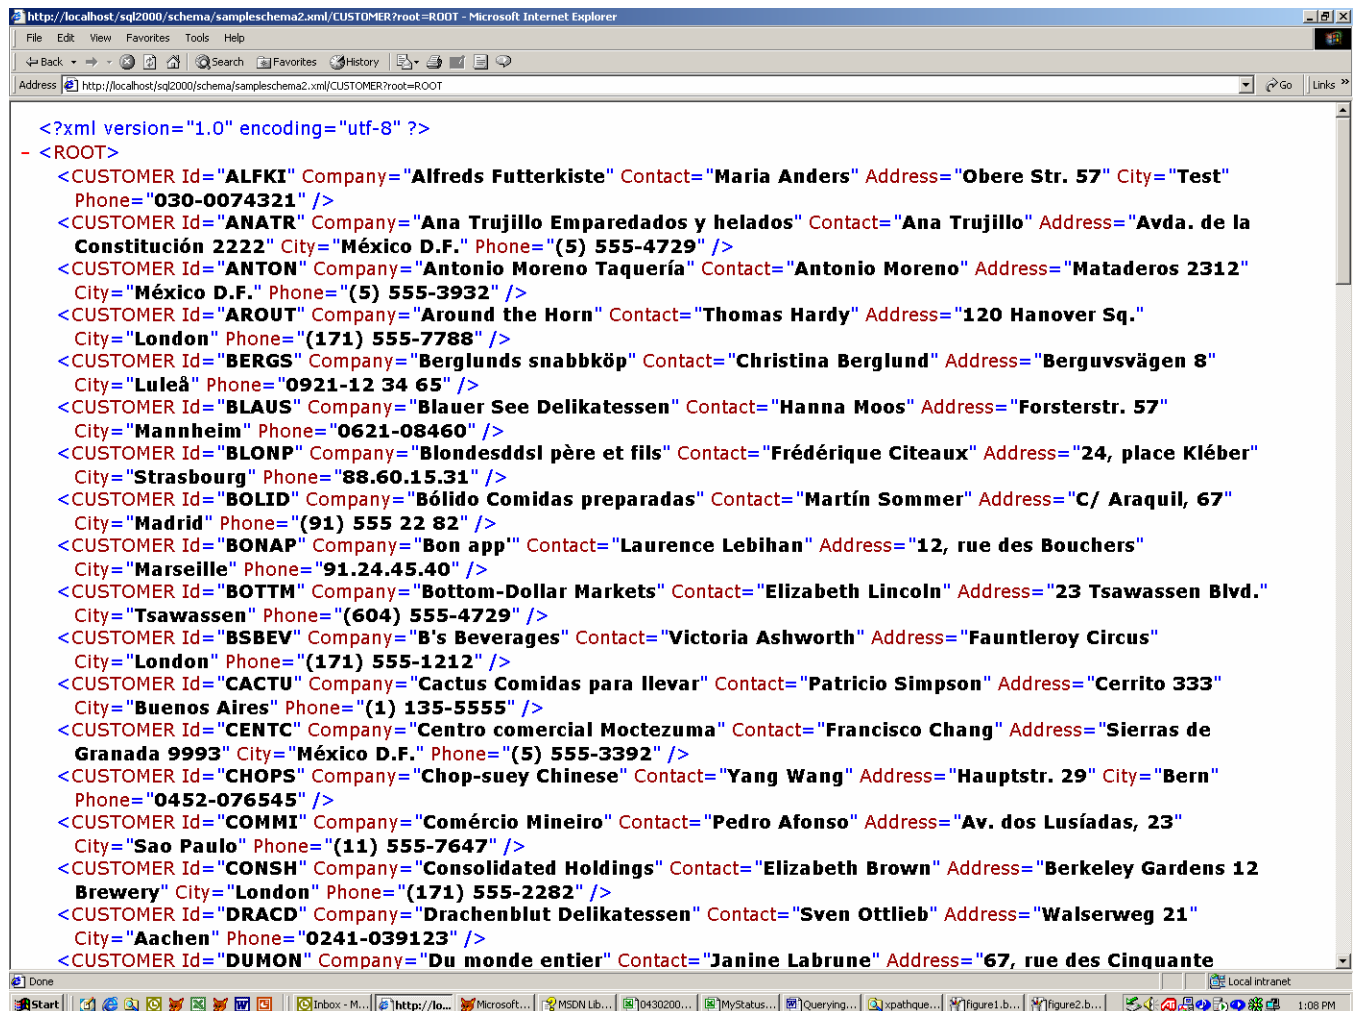 http://localhost/sql2000/schema/sampleschema2.xml/CUSTOMER?root=ROOT - Microsoft Internet Explorer
File Edit View Favorites Tools Help
Back Search Favorites History
Address http://localhost/sql2000/schema/sampleschema2.xml/CUSTOMER?root=ROOT Go Links »
<?xml version="1.0" encoding="utf-8" ?>
- <ROOT>
<CUSTOMER Id="ALFKI" Company="Alfreds Futterkiste" Contact="Maria Anders" Address="Obere Str. 57" City="Test"
Phone="030-0074321" />
<CUSTOMER Id="ANATR" Company="Ana Trujillo Emparedados y helados" Contact="Ana Trujillo" Address="Avda. de la
Constitución 2222" City="México D.F." Phone="(5) 555-4729" />
<CUSTOMER Id="ANTON" Company="Antonio Moreno Taquería" Contact="Antonio Moreno" Address="Mataderos 2312"
City="México D.F." Phone="(5) 555-3932" />
<CUSTOMER Id="AROUT" Company="Around the Horn" Contact="Thomas Hardy" Address="120 Hanover Sq."
City="London" Phone="(171) 555-7788" />
<CUSTOMER Id="BERGS" Company="Berglunds snabbköp" Contact="Christina Berglund" Address="Berguvsvägen 8"
City="Luleå" Phone="0921-12 34 65" />
<CUSTOMER Id="BLAUS" Company="Blauer See Delikatessen" Contact="Hanna Moos" Address="Forsterstr. 57"
City="Mannheim" Phone="0621-08460" />
<CUSTOMER Id="BLONP" Company="Blondesddsl père et fils" Contact="Frédérique Citeaux" Address="24, place Kléber"
City="Strasbourg" Phone="88.60.15.31" />
<CUSTOMER Id="BOLID" Company="Bólido Comidas preparadas" Contact="Martín Sommer" Address="C/ Araquil, 67"
City="Madrid" Phone="(91) 555 22 82" />
<CUSTOMER Id="BONAP" Company="Bon app'" Contact="Laurence Lebihan" Address="12, rue des Bouchers"
City="Marseille" Phone="91.24.45.40" />
<CUSTOMER Id="BOTTM" Company="Bottom-Dollar Markets" Contact="Elizabeth Lincoln" Address="23 Tsawassen Blvd."
City="Tsawassen" Phone="(604) 555-4729" />
<CUSTOMER Id="BSBEV" Company="B's Beverages" Contact="Victoria Ashworth" Address="Fauntleroy Circus"
City="London" Phone="(171) 555-1212" />
<CUSTOMER Id="CACTU" Company="Cactus Comidas para llevar" Contact="Patricio Simpson" Address="Cerrito 333"
City="Buenos Aires" Phone="(1) 135-5555" />
<CUSTOMER Id="CENTC" Company="Centro comercial Moctezuma" Contact="Francisco Chang" Address="Sierras de
Granada 9993" City="México D.F." Phone="(5) 555-3392" />
<CUSTOMER Id="CHOPS" Company="Chop-suey Chinese" Contact="Yang Wang" Address="Hauptstr. 29" City="Bern"
Phone="0452-076545" />
<CUSTOMER Id="COMMI" Company="Comércio Mineiro" Contact="Pedro Afonso" Address="Av. dos Lusíadas, 23"
City="Sao Paulo" Phone="(11) 555-7647" />
<CUSTOMER Id="CONSH" Company="Consolidated Holdings" Contact="Elizabeth Brown" Address="Berkeley Gardens 12
Brewery" City="London" Phone="(171) 555-2282" />
<CUSTOMER Id="DRACD" Company="Drachenblut Delikatessen" Contact="Sven Ottlieb" Address="Walserweg 21"
City="Aachen" Phone="0241-039123" />
<CUSTOMER Id="DUMON" Company="Du monde entier" Contact="Janine Labrune" Address="67, rue des Cinquante
Done Local intranet
Start Inbox - M... http://lo... Microsoft... MSDN Lib... 0430200... MyStatus... Querying... xpathque... figure1.b... figure2.b... 1:08 PM